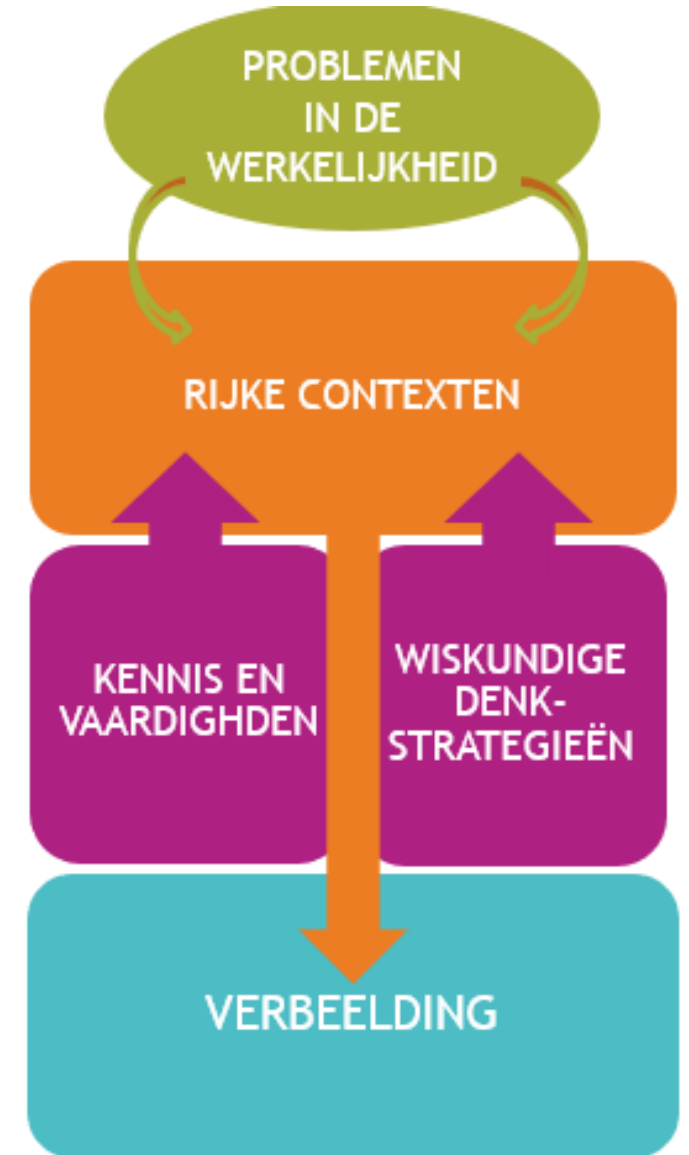 PROBLEMEN
IN DE
WERKELIJKHEID
RIJKE CONTEXTEN
KENNIS EN
VAARDIGHDEN
WISKUNDIGE
DENK-
STRATEGIEËN
VERBEELDING